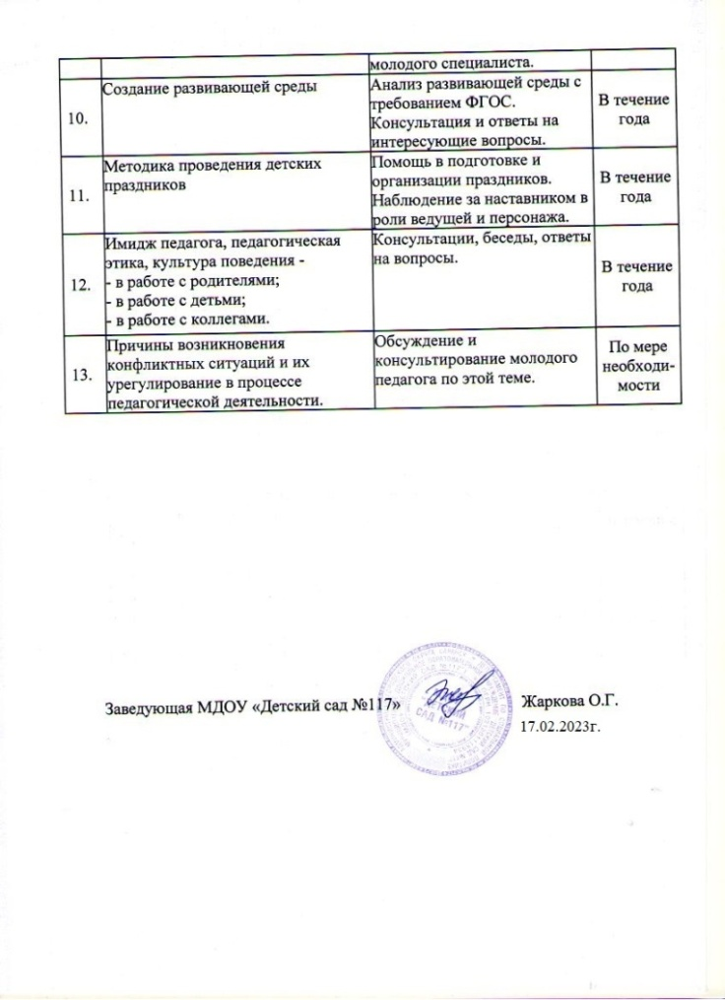 молодого специалиста.
10.
Создание развивающей среды
Анализ развивающей среды с
требованием ФГОС.
Консультация и ответы на
интересующие вопросы.
В течение
года
11.
Методика проведения детских
праздников
Помощь в подготовке и
организации праздников.
Наблюдение за наставником в
роли ведущей и персонажа.
В течение
года
12.
Имидж педагога, педагогическая
этика, культура поведения -
- в работе с родителями;
- в работе с детьми;
- в работе с коллегами.
Консультации, беседы, ответы
на вопросы.
В течение
года
13.
Причины возникновения
конфликтных ситуаций и их
урегулирование в процессе
педагогической деятельности.
Обсуждение и
консультирование молодого
педагога по этой теме.
По мере
необходи-
мости
Заведующая МДОУ «Детский сад №117»
Жаркова О.Г.
17.02.2023г.
САД №117"